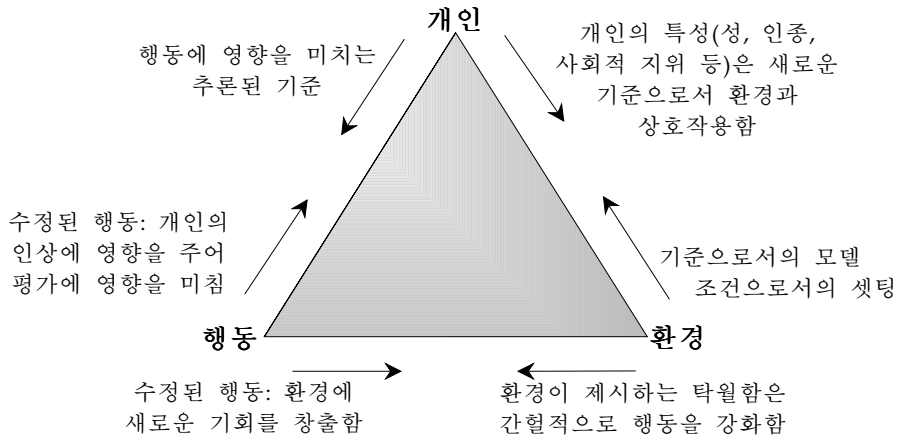 개인
행동에 영향을 미치는
추론된 기준
개인의 특성(성, 인종,
사회적 지위 등)은 새로운
기준으로서 환경과
상호작용함
수정된 행동: 개인의
인상에 영향을 주어
평가에 영향을 미침
기준으로서의 모델
조건으로서의 셋팅
행동
환경
수정된 행동: 환경에
새로운 기회를 창출함
환경이 제시하는 탁월함은
간헐적으로 행동을 강화함